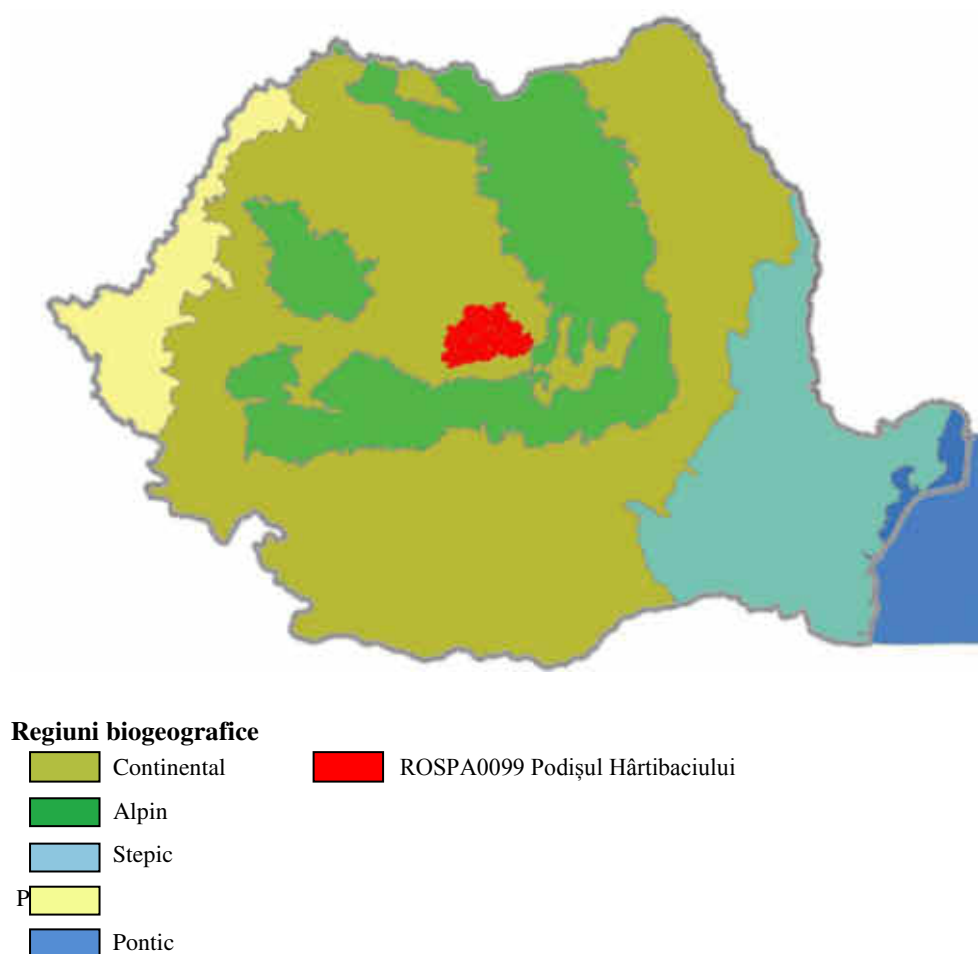 Regiuni biogeografice
Continental ROSPA0099 Podișul Hârtibaciului
Alpin
Stepic
P
Pontic